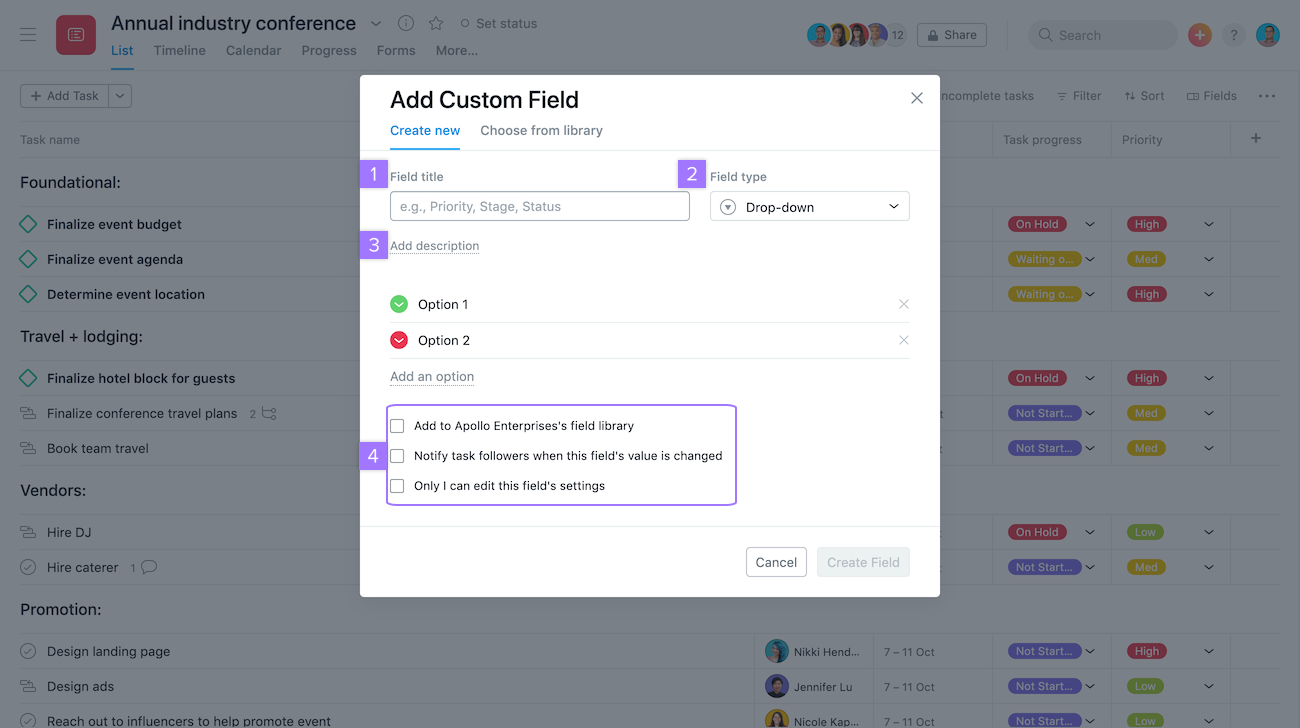 Annual industry conference
Set status
List Timeline Calendar Progress Forms More...
12 Share Search ?
Add Task
ncomplete tasks Filter Sort Fields
Task name Task progress Priority
Add Custom Field
Create new Choose from library
1 Field title 2 Field type
e.g., Priority, Stage, Status Drop-down
3 Add description
Option 1
Option 2
Add an option
Add to Apollo Enterprises's field library
4 Notify task followers when this field's value is changed
Only I can edit this field's settings
Cancel Create Field
Foundational:
Finalize event budget On Hold High
Finalize event agenda Waiting o... Med
Determine event location Waiting o... High
Travel + lodging:
Finalize hotel block for guests On Hold High
Finalize conference travel plans 2 Not Start... Med
Book team travel Not Start... Med
Vendors:
Hire DJ On Hold Low
Hire caterer 1 Not Start... Med
Promotion:
Design landing page Nikki Hend... 7 – 11 Oct Not Start... High
Design ads Jennifer Lu 7 – 11 Oct Not Start... Low
Reach out to influencers to help promote event Nicole Kap... 7 – 11 Oct Not Start... Low